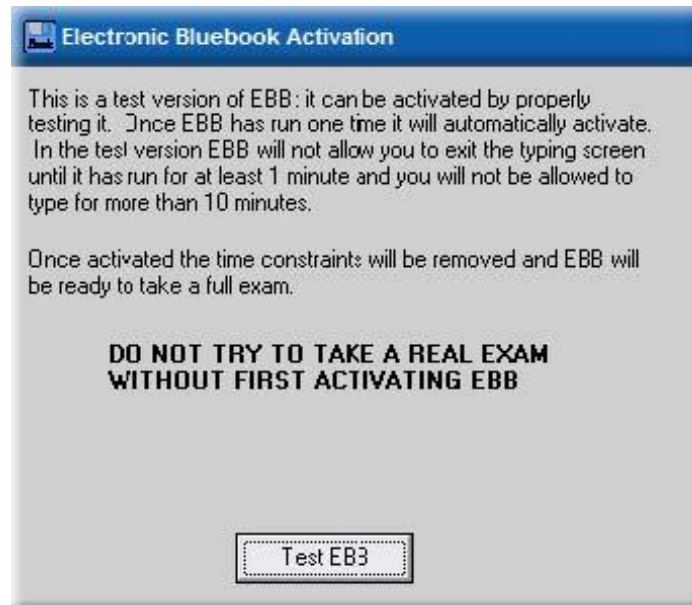 Electronic Bluebook Activation
This is a test version of EBB: it can be activated by properly
testing it. Once EBB has run one time it will automatically activate.
In the test version EBB will not allow you to exit the typing screen
until it has run for at least 1 minute and you will not be allowed to
type for more than 10 minutes.
Once activated the time constraints will be removed and EBB will
be ready to take a full exam.
DO NOT TRY TO TAKE A REAL EXAM
WITHOUT FIRST ACTIVATING EBB
Test EBB